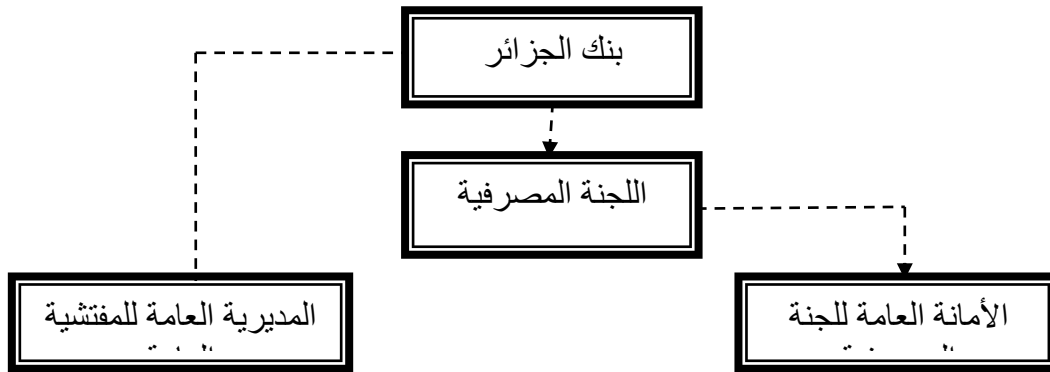 بنك الجزائر
اللجنة المصرفية
المديرية العامة للمفتشية
الأمانة العامة للجنة